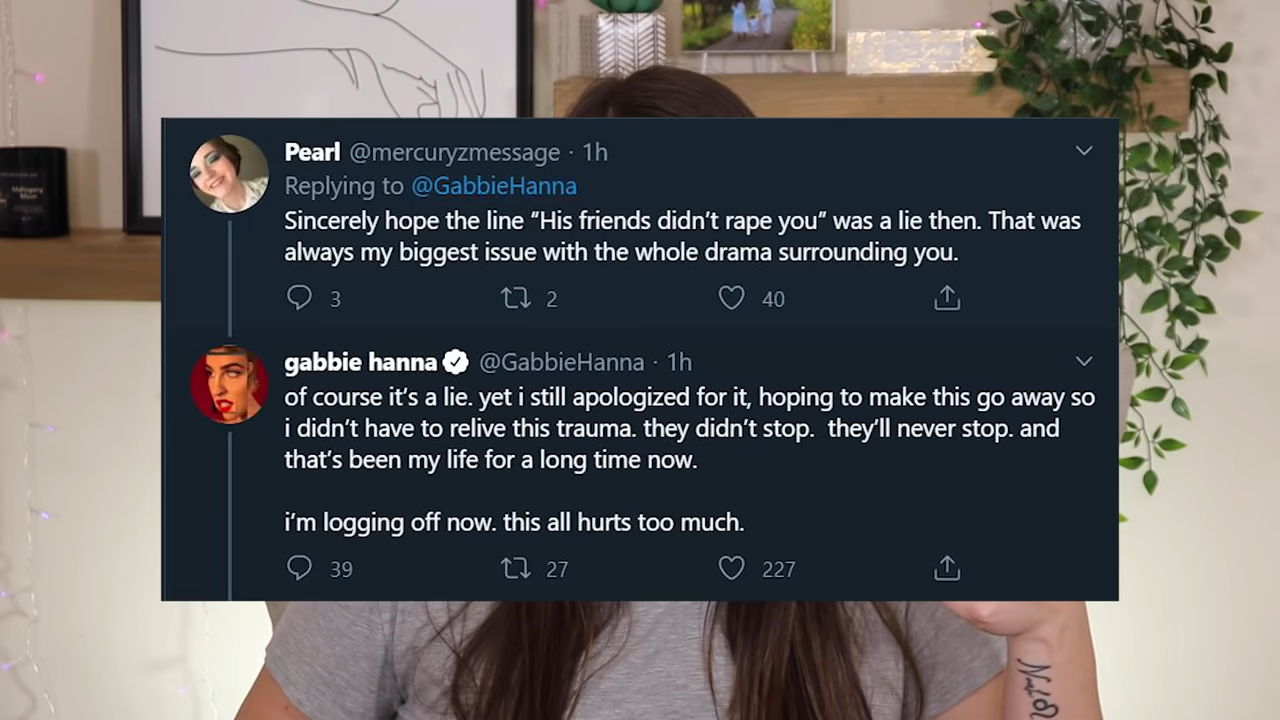 Pearl @mercuryzmessage · 1h
Replying to @GabbieHanna
Sincerely hope the line “His friends didn’t rape you” was a lie then. That was
always my biggest issue with the whole drama surrounding you.
3 2 40
gabbie hanna @GabbieHanna · 1h
of course it’s a lie. yet i still apologized for it, hoping to make this go away so
i didn’t have to relive this trauma. they didn’t stop.  they’ll never stop. and
that’s been my life for a long time now.
i’m logging off now. this all hurts too much.
39 27 227